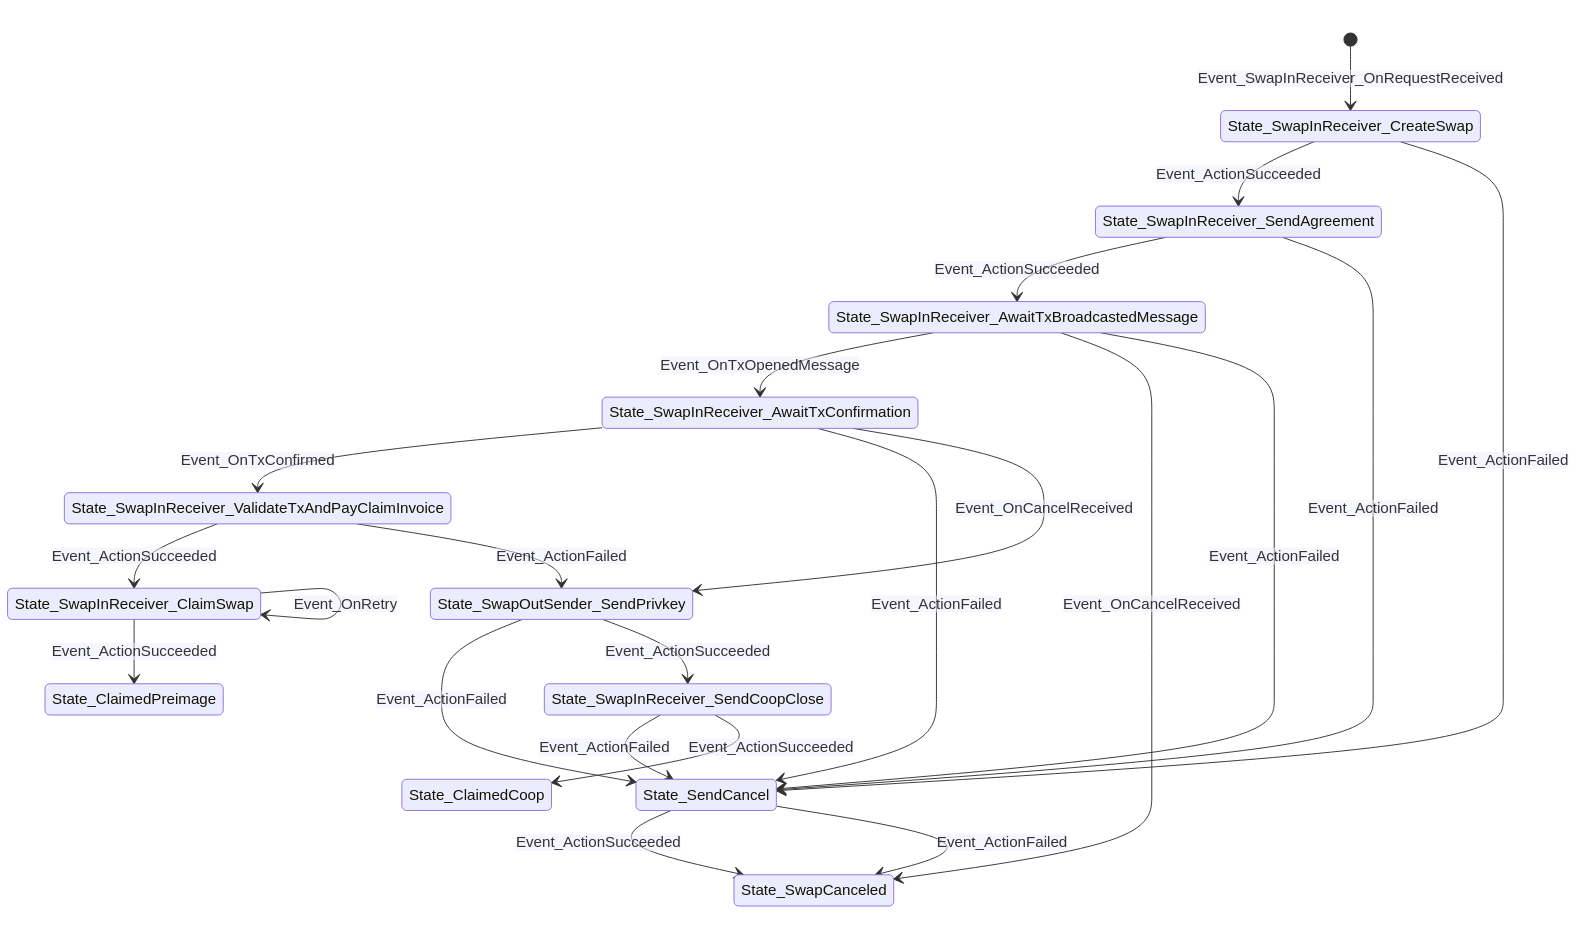 Event_SwapInReceiver_OnRequestReceived
State_SwapInReceiver_CreateSwap
Event_ActionSucceeded
State_SwapInReceiver_SendAgreement
Event_ActionSucceeded
State_SwapInReceiver_AwaitTxBroadcastedMessage
Event_OnTxOpenedMessage
State_SwapInReceiver_AwaitTxConfirmation
Event_OnTxConfirmed
Event_ActionFailed
State_SwapInReceiver_ValidateTxAndPayClaimInvoice
Event_OnCancelReceived
Event_ActionFailed
Event_ActionSucceeded
Event_ActionFailed
Event_ActionFailed
State_SwapInReceiver_ClaimSwap
Event_OnRetry
State_SwapOutSender_SendPrivkey
Event_ActionFailed
Event_OnCancelReceived
Event_ActionSucceeded
Event_ActionSucceeded
State_ClaimedPreimage
Event_ActionFailed
State_SwapInReceiver_SendCoopClose
Event_ActionFailed
Event_ActionSucceeded
State_ClaimedCoop
State_SendCancel
Event_ActionSucceeded
Event_ActionFailed
State_SwapCanceled